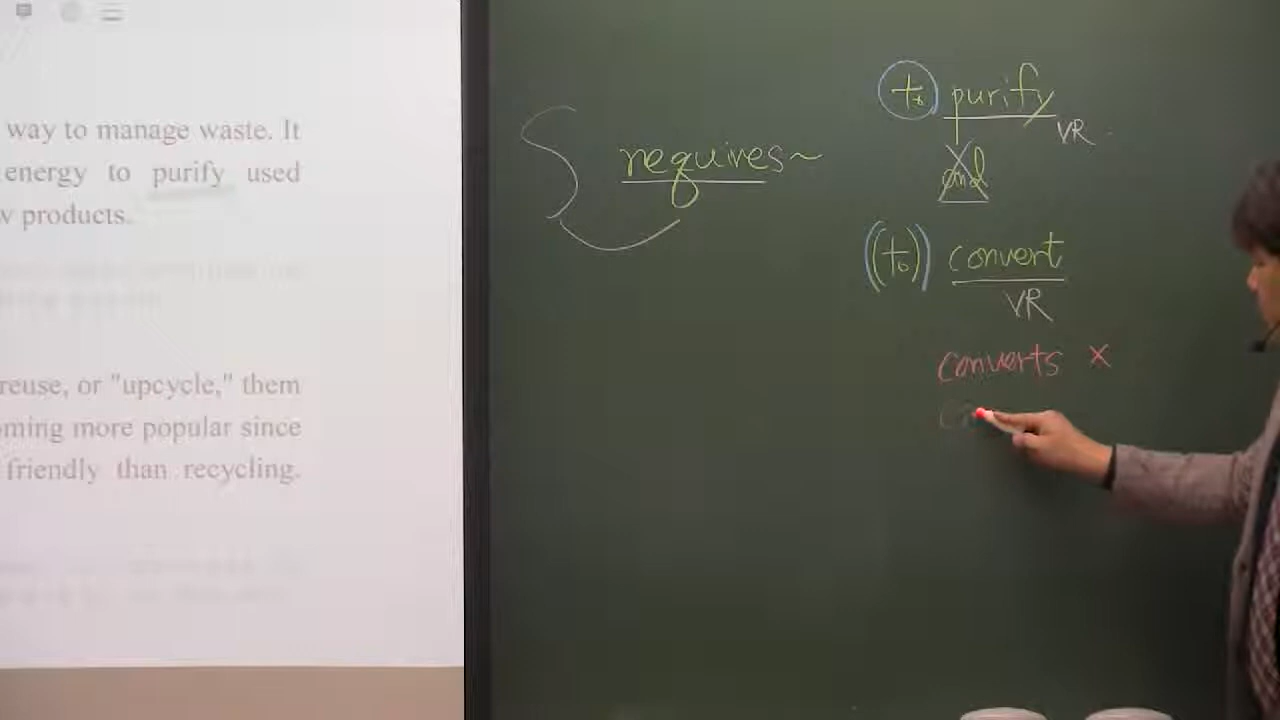 way to manage waste. It
energy to purify used
w products.
reuse, or "upcycle," them
oming more popular since
friendly than recycling.
requires~
to purify
VR
and
(to) convert
VR
converts X